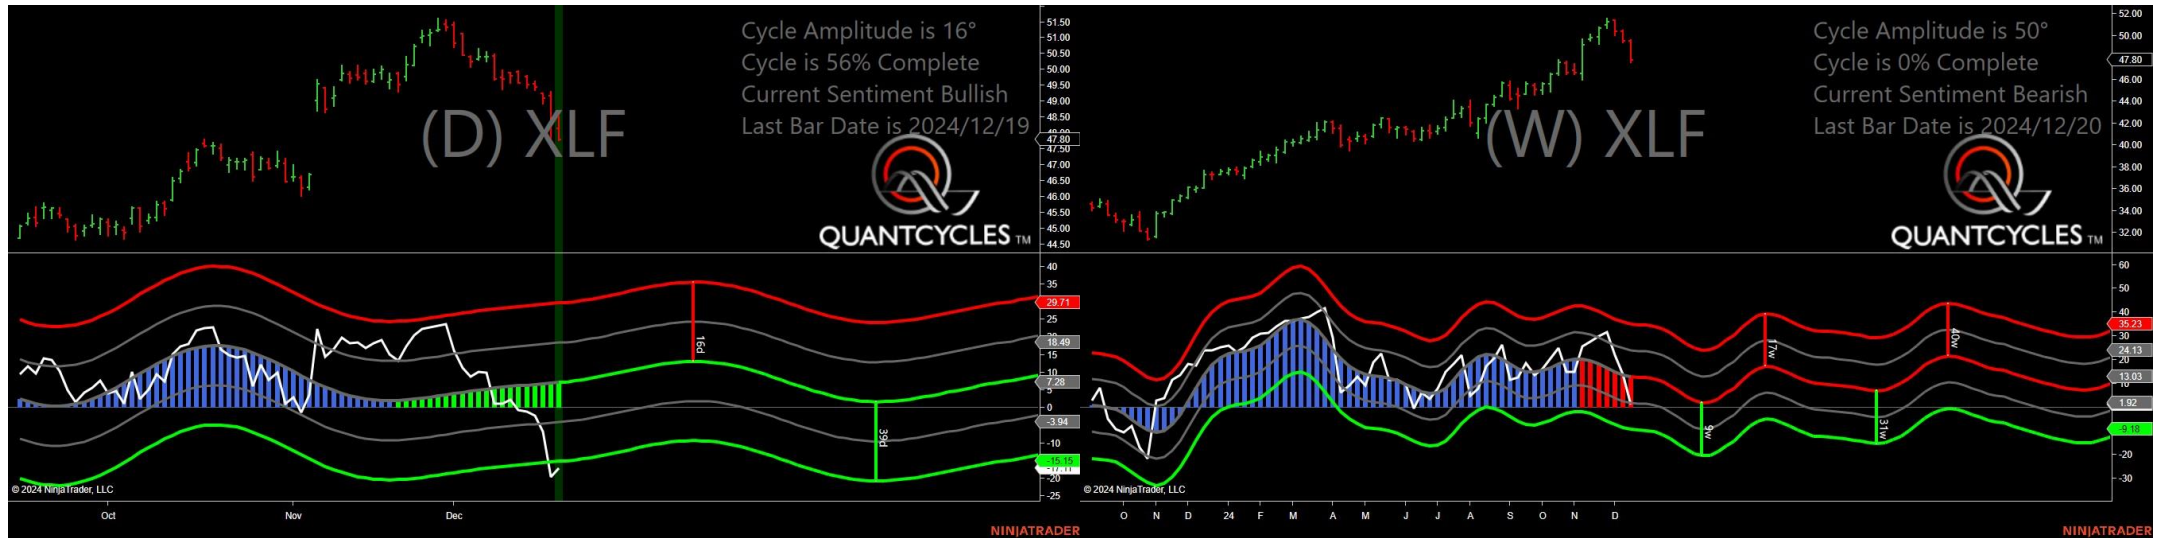 Cycle Amplitude is 16°
Cycle is 56% Complete
Current Sentiment Bullish
Last Bar Date is 2024/12/19
(D) XLF
QUANTCYCLES TM
51.50
51.00
50.50
50.00
49.50
49.00
48.50
47.80
47.50
47.00
46.50
46.00
45.50
45.00
44.50
40
35
29.71
25
18.49
15
10
7.28
5
0
-3.94
-10
-15.15
-20
-25
16d
39d
© 2024 NinjaTrader, LLC
Oct Nov Dec
NINJATRADER
Cycle Amplitude is 50°
Cycle is 0% Complete
Current Sentiment Bearish
Last Bar Date is 2024/12/20
(W) XLF
QUANTCYCLES TM
52.00
50.00
47.80
46.00
44.00
42.00
40.00
38.00
36.00
34.00
32.00
60
50
40
35.23
30
24.13
20
13.03
10
1.92
-9.18
-20
-30
17w
40w
9w
31w
© 2024 NinjaTrader, LLC
O N D 24 F M A M J J A S O N D
NINJATRADER